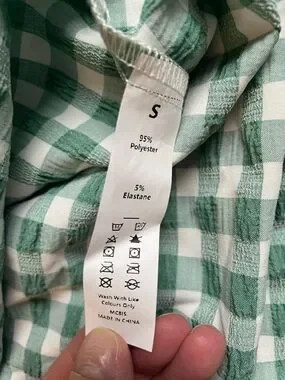 S
95%
Polyester
5%
Elastane
Wash With Like
Colours Only
MCBIS
MADE IN CHINA